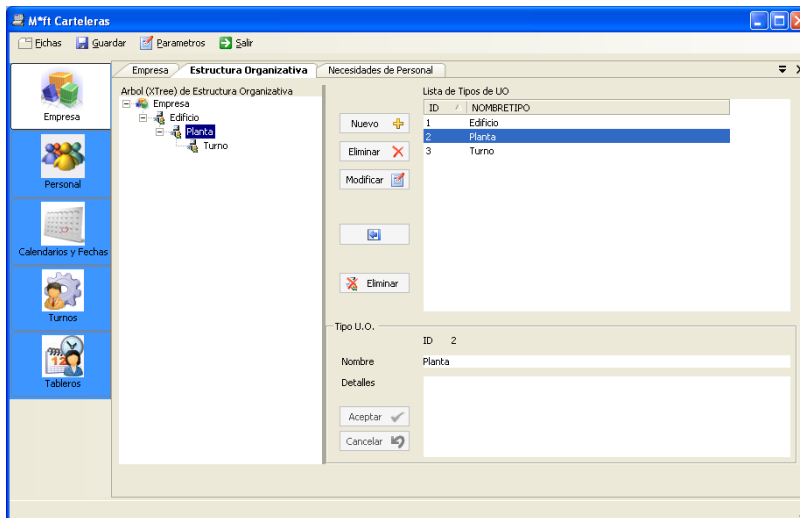 M*ft Carteleras
Fichas Guardar Parametros Salir
Empresa Estructura Organizativa Necesidades de Personal
Empresa
Personal
Calendarios y Fechas
Turnos
Tableros
Arbol (XTree) de Estructura Organizativa
Empresa
Edificio
Planta
Turno
Nuevo
Eliminar
Modificar
Eliminar
Lista de Tipos de UO
ID NOMBRETIPO
1 Edificio
2 Planta
3 Turno
Tipo U.O.
ID 2
Nombre Planta
Detalles
Aceptar
Cancelar